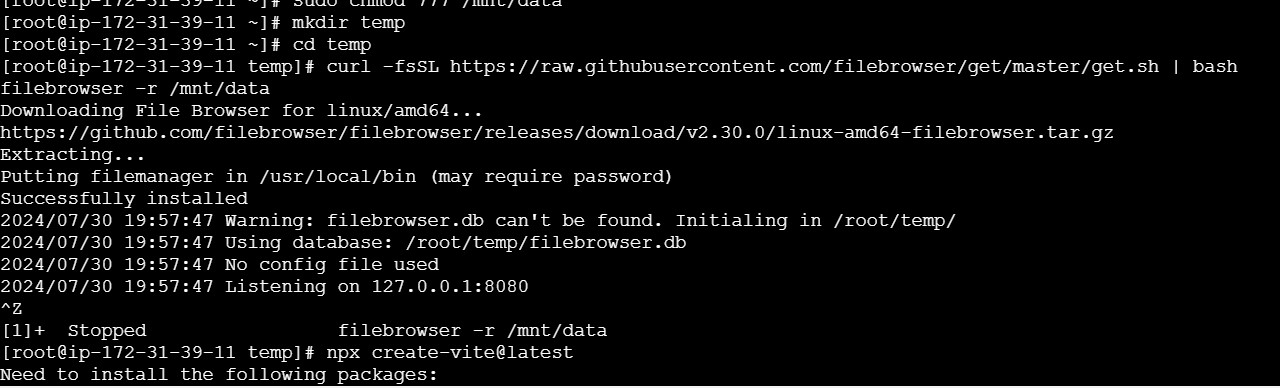 [root@ip-172-31-39-11 ~]# sudo chmod 777 /mnt/data
[root@ip-172-31-39-11 ~]# mkdir temp
[root@ip-172-31-39-11 ~]# cd temp
[root@ip-172-31-39-11 temp]# curl -fsSL https://raw.githubusercontent.com/filebrowser/get/master/get.sh | bash
filebrowser -r /mnt/data
Downloading File Browser for linux/amd64...
https://github.com/filebrowser/filebrowser/releases/download/v2.30.0/linux-amd64-filebrowser.tar.gz
Extracting...
Putting filemanager in /usr/local/bin (may require password)
Successfully installed
2024/07/30 19:57:47 Warning: filebrowser.db can't be found. Initialing in /root/temp/
2024/07/30 19:57:47 Using database: /root/temp/filebrowser.db
2024/07/30 19:57:47 No config file used
2024/07/30 19:57:47 Listening on 127.0.0.1:8080
^Z
[1]+  Stopped                 filebrowser -r /mnt/data
[root@ip-172-31-39-11 temp]# npx create-vite@latest
Need to install the following packages: